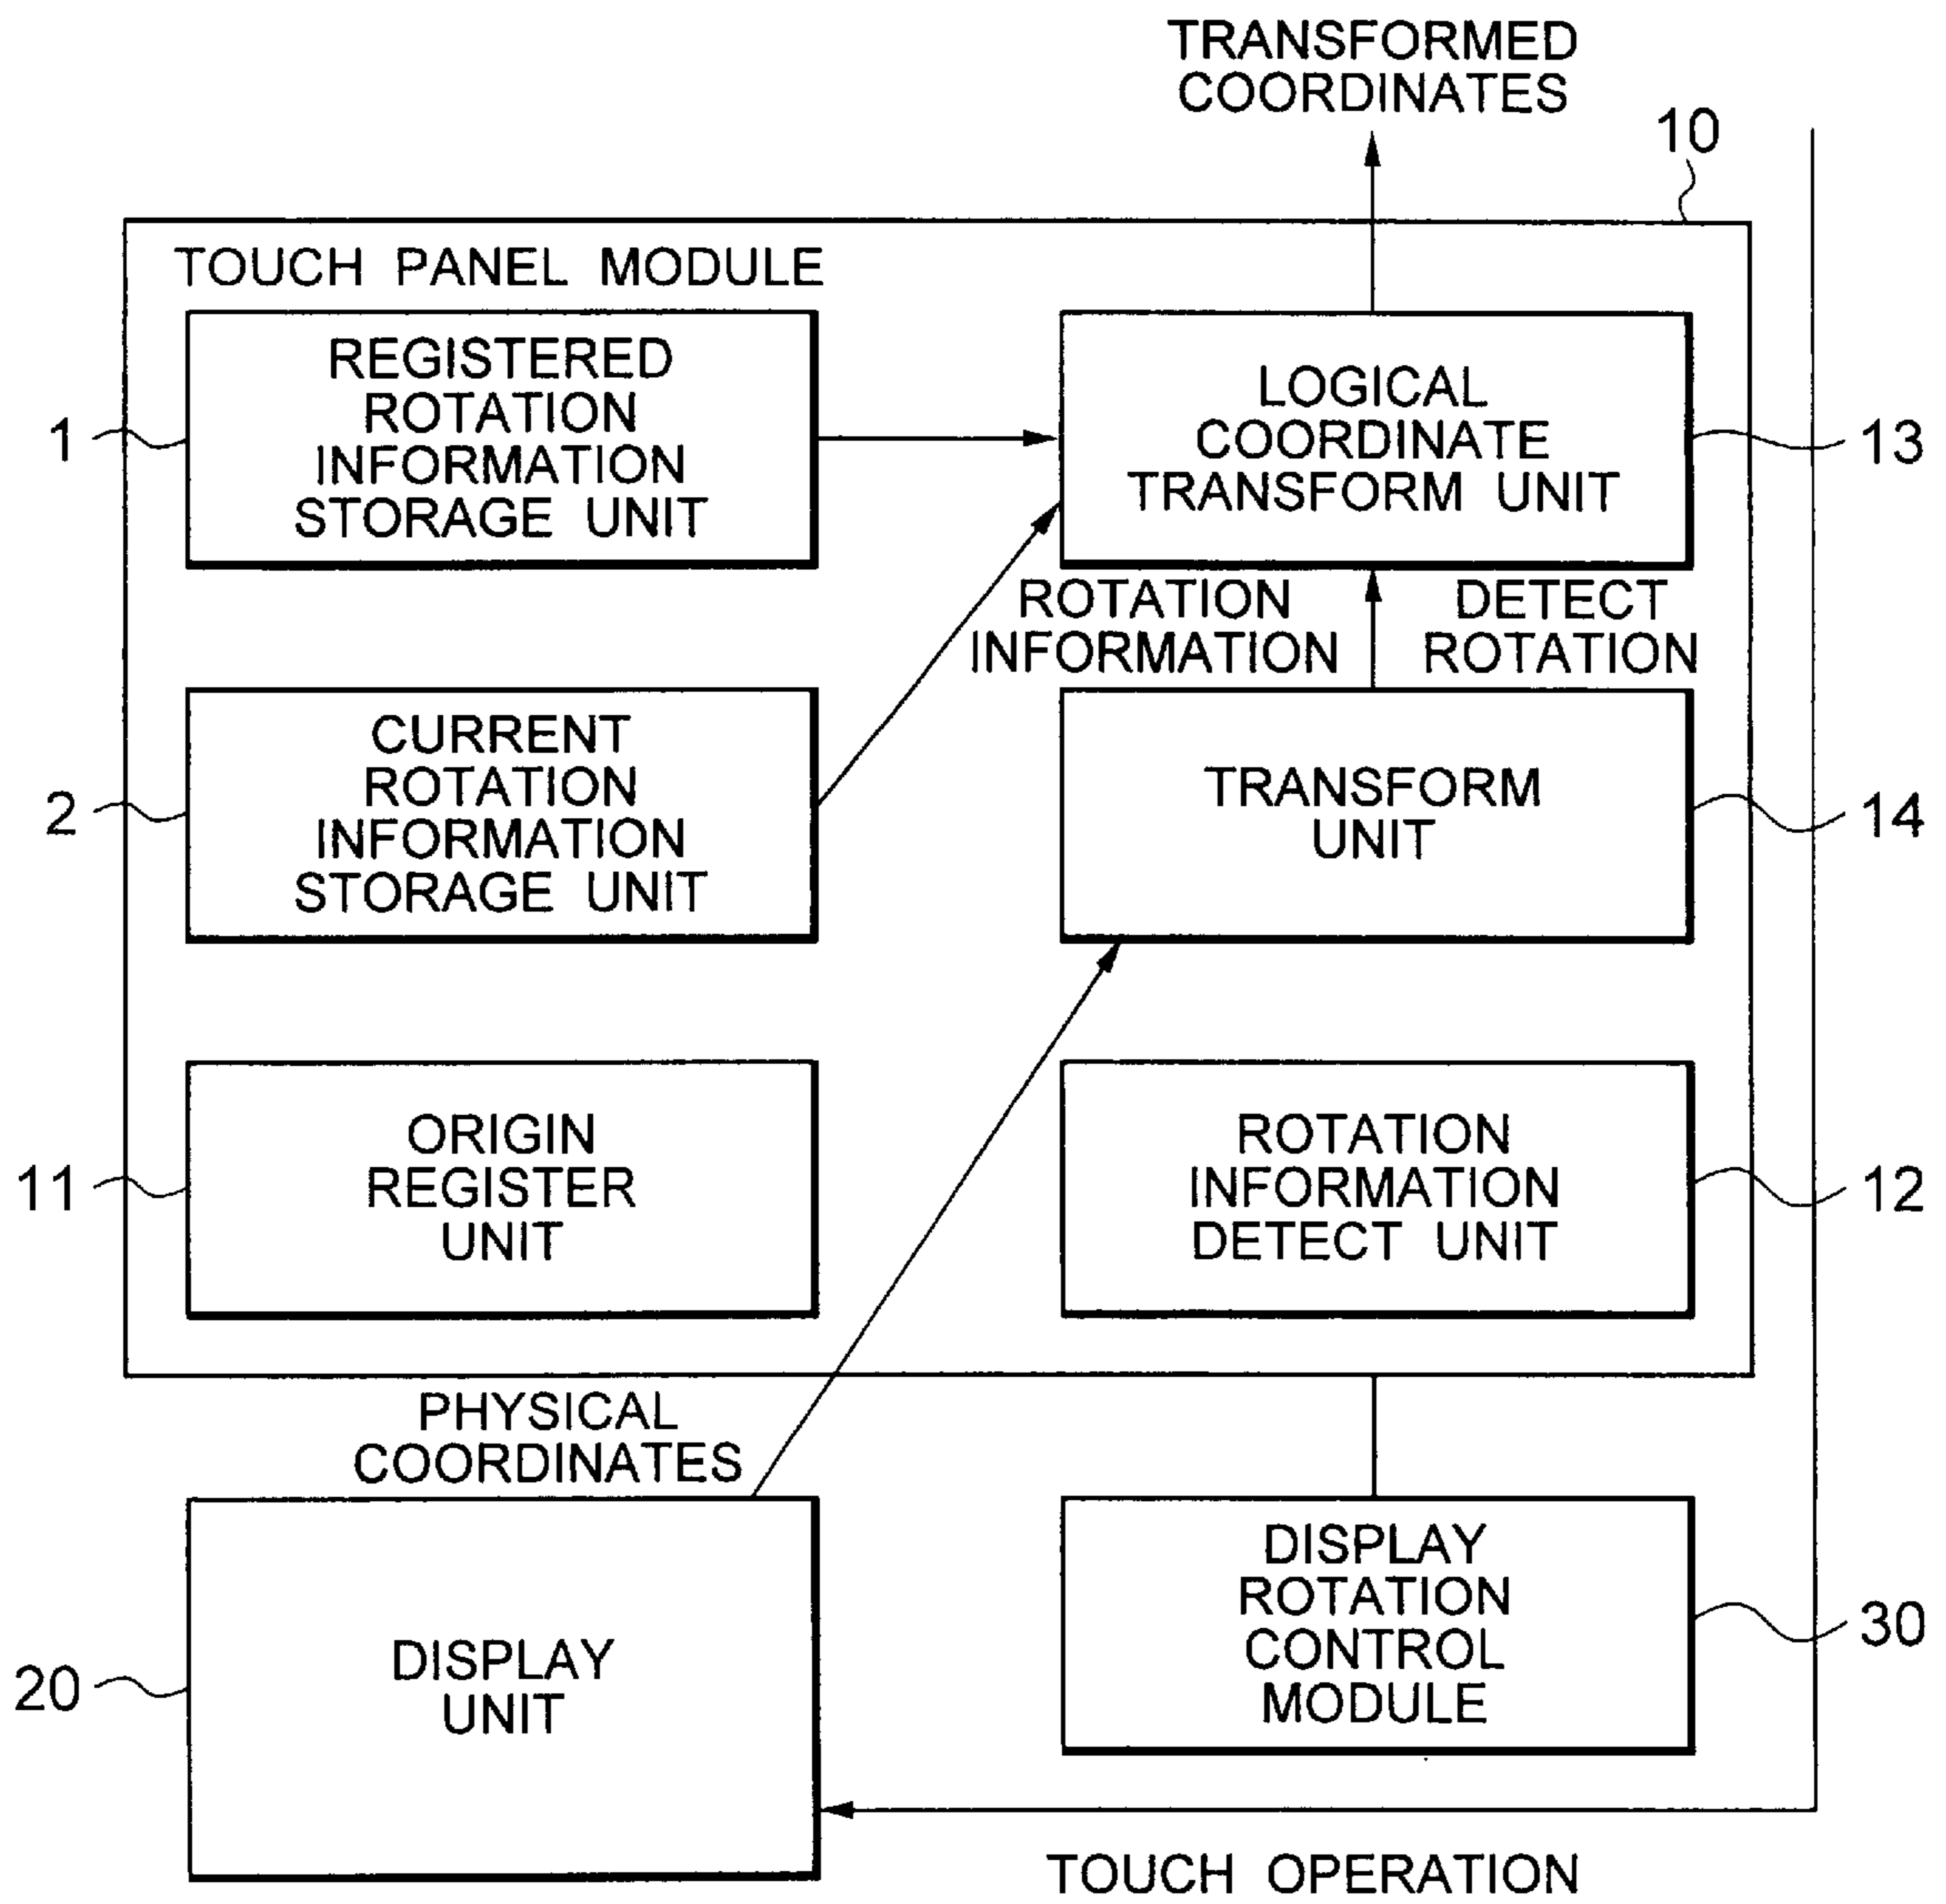 TRANSFORMED
COORDINATES
10
TOUCH PANEL MODULE
REGISTERED
ROTATION
INFORMATION
STORAGE UNIT
1
LOGICAL
COORDINATE
TRANSFORM UNIT
13
ROTATION
INFORMATION
DETECT
ROTATION
CURRENT
ROTATION
INFORMATION
STORAGE UNIT
2
TRANSFORM
UNIT
14
ORIGIN
REGISTER
UNIT
11
ROTATION
INFORMATION
DETECT UNIT
12
PHYSICAL
COORDINATES
DISPLAY
UNIT
20
DISPLAY
ROTATION
CONTROL
MODULE
30
TOUCH OPERATION